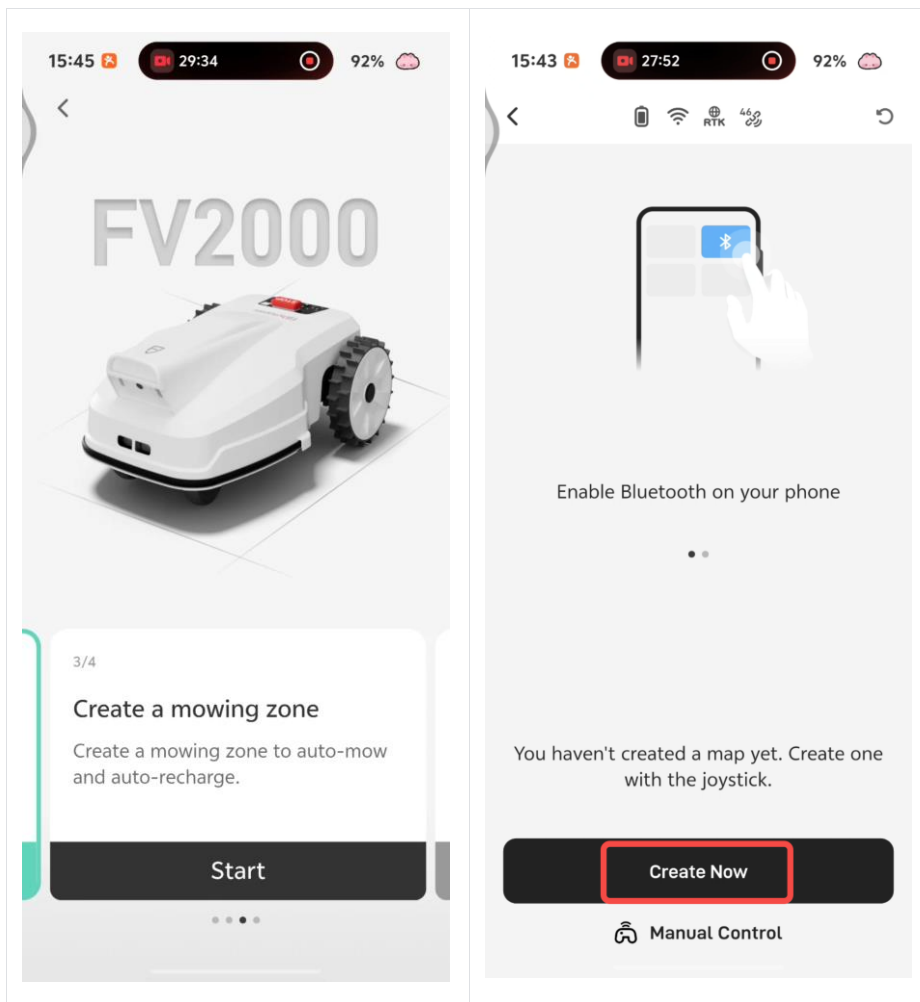 15:45
29:34
92%
FV2000
3/4
Create a mowing zone
Create a mowing zone to auto-mow
and auto-recharge.
Start
15:43
27:52
92%
RTK
4G
Enable Bluetooth on your phone
You haven't created a map yet. Create one
with the joystick.
Create Now
Manual Control